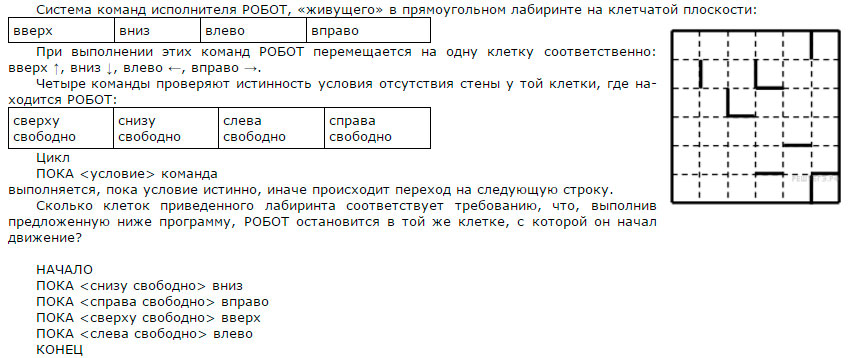 Система команд исполнителя РОБОТ, «живущего» в прямоугольном лабиринте на клетчатой плоскости:
вверх вниз влево вправо
При выполнении этих команд РОБОТ перемещается на одну клетку соответственно:
вверх ↑, вниз ↓, влево ←, вправо →.
Четыре команды проверяют истинность условия отсутствия стены у той клетки, где на-
ходится РОБОТ:
сверху снизу слева справа
свободно свободно свободно свободно
Цикл
ПОКА <условие> команда
выполняется, пока условие истинно, иначе происходит переход на следующую строку.
Сколько клеток приведенного лабиринта соответствует требованию, что, выполнив
предложенную ниже программу, РОБОТ остановится в той же клетке, с которой он начал
движение?
НАЧАЛО
ПОКА <снизу свободно> вниз
ПОКА <справа свободно> вправо
ПОКА <сверху свободно> вверх
ПОКА <слева свободно> влево
КОНЕЦ